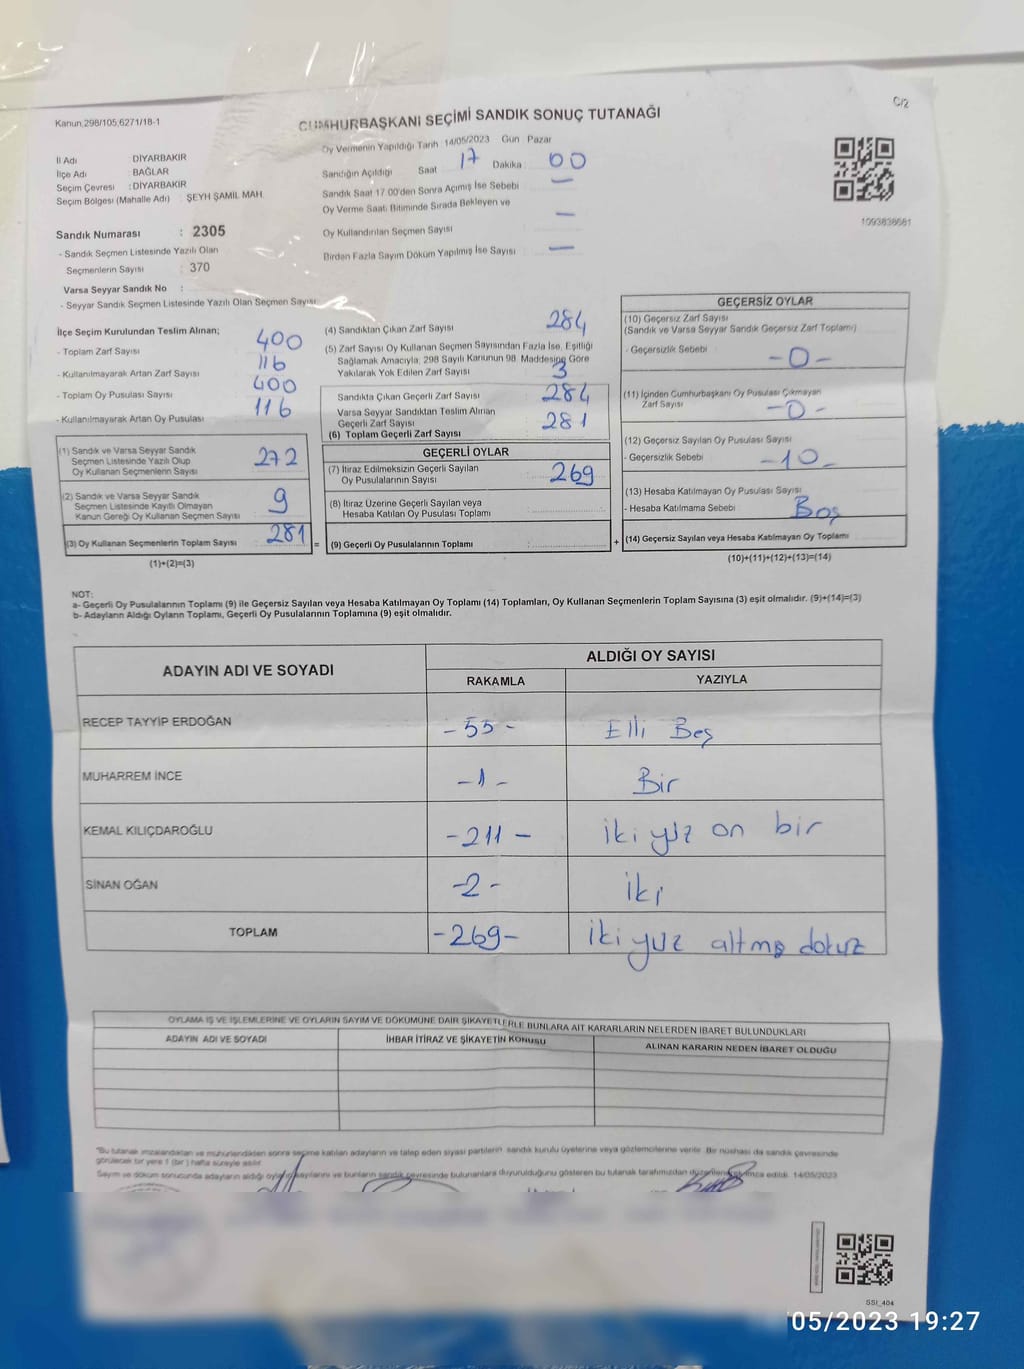 C/2
Kanun.298/105,6271/18-1
CUMHURBAŞKANI SEÇİMİ SANDIK SONUÇ TUTANAĞI
Oy Vermenin Yapıldığı Tarih 14/05/2023 Gün Pazar
İl Adı DİYARBAKIR
İlçe Adı : BAĞLAR
Seçim Çevresi : DİYARBAKIR
Seçim Bölgesi (Mahalle Adı) : ŞEYH ŞAMİL MAH.
Sandığın Açıldığı Saat 17 Dakika 00
Sandık Saat 17.00'den Sonra Açılmış İse Sebebi —
Oy Verme Saati Bitiminde Sırada Bekleyen ve
Oy Kullandırılan Seçmen Sayısı —
Birden Fazla Sayım Döküm Yapılmış İse Sayısı —
1093838681
Sandık Numarası : 2305
- Sandık Seçmen Listesinde Yazılı Olan
Seçmenlerin Sayısı : 370
Varsa Seyyar Sandık No :
- Seyyar Sandık Seçmen Listesinde Yazılı Olan Seçmen Sayısı
İlçe Seçim Kurulundan Teslim Alınan;
- Toplam Zarf Sayısı 400
- Kullanılmayarak Artan Zarf Sayısı 116
- Toplam Oy Pusulası Sayısı 400
- Kullanılmayarak Artan Oy Pusulası 116
(1) Sandık ve Varsa Seyyar Sandık
Seçmen Listesinde Yazılı Olup
Oy Kullanan Seçmenlerin Sayısı 272
(2) Sandık ve Varsa Seyyar Sandık
Seçmen Listesinde Kayıtlı Olmayan
Kanun Gereği Oy Kullanan Seçmen Sayısı 9
(3) Oy Kullanan Seçmenlerin Toplam Sayısı 281
(1)+(2)=(3)
(4) Sandıktan Çıkan Zarf Sayısı 284
(5) Zarf Sayısı Oy Kullanan Seçmen Sayısından Fazla İse, Eşitliği
Sağlamak Amacıyla, 298 Sayılı Kanunun 98. Maddesine Göre
Yakılarak Yok Edilen Zarf Sayısı 3
Sandıkta Çıkan Geçerli Zarf Sayısı 284
Varsa Seyyar Sandıktan Teslim Alınan
Geçerli Zarf Sayısı 281
(6) Toplam Geçerli Zarf Sayısı
GEÇERLİ OYLAR
(7) İtiraz Edilmeksizin Geçerli Sayılan
Oy Pusulalarının Sayısı 269
(8) İtiraz Üzerine Geçerli Sayılan veya
Hesaba Katılan Oy Pusulası Toplamı
= (9) Geçerli Oy Pusulalarının Toplamı
GEÇERSİZ OYLAR
(10) Geçersiz Zarf Sayısı
(Sandık ve Varsa Seyyar Sandık Geçersiz Zarf Toplamı)
- Geçersizlik Sebebi -0-
(11) İçinden Cumhurbaşkanı Oy Pusulası Çıkmayan
Zarf Sayısı -0-
(12) Geçersiz Sayılan Oy Pusulası Sayısı
- Geçersizlik Sebebi -10-
(13) Hesaba Katılmayan Oy Pusulası Sayısı
- Hesaba Katılmama Sebebi Boş
+ (14) Geçersiz Sayılan veya Hesaba Katılmayan Oy Toplamı
(10)+(11)+(12)+(13)=(14)
NOT:
a- Geçerli Oy Pusulalarının Toplamı (9) ile Geçersiz Sayılan veya Hesaba Katılmayan Oy Toplamı (14) Toplamları, Oy Kullanan Seçmenlerin Toplam Sayısına (3) eşit olmalıdır. (9)+(14)=(3)
b- Adayların Aldığı Oyların Toplamı, Geçerli Oy Pusulalarının Toplamına (9) eşit olmalıdır.
ADAYIN ADI VE SOYADI ALDIĞI OY SAYISI
RAKAMLA YAZIYLA
RECEP TAYYİP ERDOĞAN -55- Elli Beş
MUHARREM İNCE -1- Bir
KEMAL KILIÇDAROĞLU -211- iki yüz on bir
SİNAN OĞAN -2- iki
TOPLAM -269- iki yüz altmış dokuz
OYLAMA İŞ VE İŞLEMLERİNE VE OYLARIN SAYIM VE DÖKÜMÜNE DAİR ŞİKAYETLERLE BUNLARA AİT KARARLARIN NELERDEN İBARET BULUNDUKLARI
ADAYIN ADI VE SOYADI İHBAR İTİRAZ VE ŞİKAYETİN KONUSU ALINAN KARARIN NEDEN İBARET OLDUĞU
"Bu tutanak imzalandıktan ve mühürlendikten sonra seçime katılan adayların ve talep eden siyasi partilerin sandık kurulu üyelerine veya gözlemcilerine verilir. Bir nüshası da sandık çevresinde
görülecek bir yere 1 (bir) hafta süreyle asılır.
Sayım ve döküm sonucunda adayların aldığı oy sayılarını ve bunların sandık çevresinde bulunanlara duyurulduğunu gösteren bu tutanak tarafımızdan düzenlenip imza edildi. 14/05/2023
SSI_404
05/2023 19:27